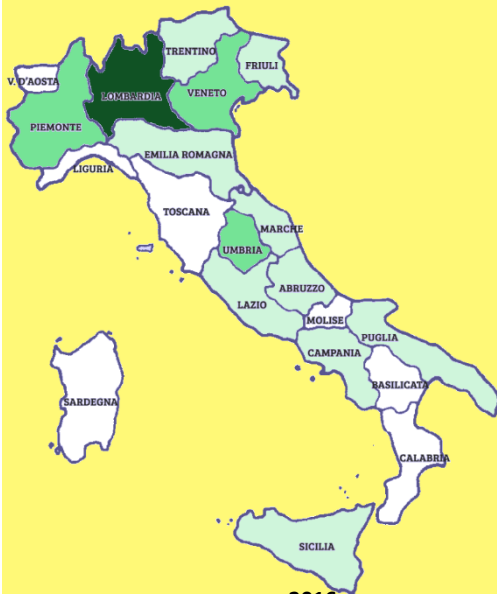 TRENTINO
FRIULI
V. D'AOSTA
LOMBARDIA
VENETO
PIEMONTE
EMILIA ROMAGNA
LIGURIA
TOSCANA
MARCHE
UMBRIA
ABRUZZO
LAZIO
MOLISE
PUGLIA
CAMPANIA
BASILICATA
SARDEGNA
CALABRIA
SICILIA